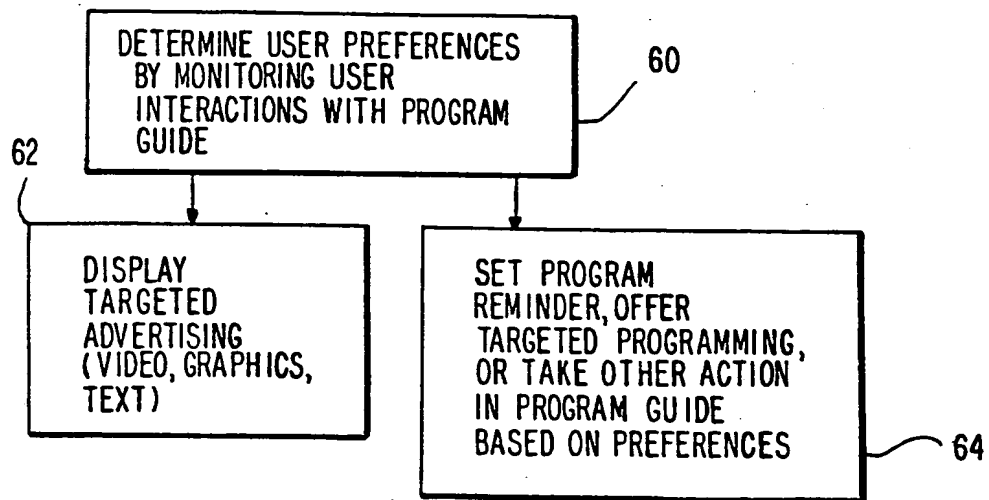 DETERMINE USER PREFERENCES
BY MONITORING USER
INTERACTIONS WITH PROGRAM
GUIDE
60
62
DISPLAY
TARGETED
ADVERTISING
(VIDEO, GRAPHICS,
TEXT)
SET PROGRAM
REMINDER, OFFER
TARGETED PROGRAMMING,
OR TAKE OTHER ACTION
IN PROGRAM GUIDE
BASED ON PREFERENCES
64